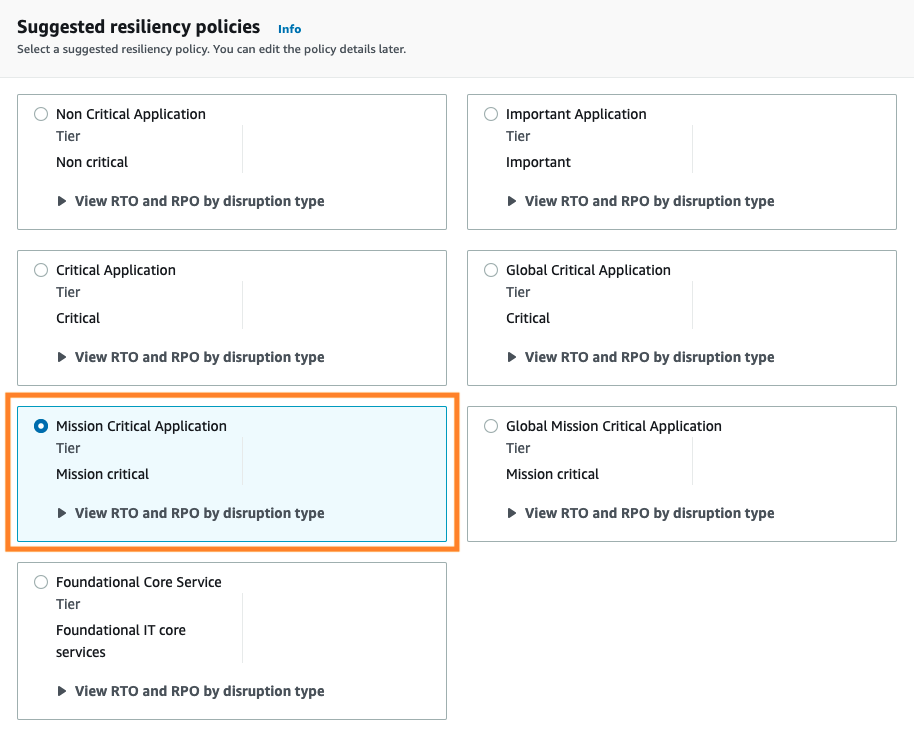 Suggested resiliency policies Info
Select a suggested resiliency policy. You can edit the policy details later.
Non Critical Application
Tier
Non critical
View RTO and RPO by disruption type
Important Application
Tier
Important
View RTO and RPO by disruption type
Critical Application
Tier
Critical
View RTO and RPO by disruption type
Global Critical Application
Tier
Critical
View RTO and RPO by disruption type
Mission Critical Application
Tier
Mission critical
View RTO and RPO by disruption type
Global Mission Critical Application
Tier
Mission critical
View RTO and RPO by disruption type
Foundational Core Service
Tier
Foundational IT core
services
View RTO and RPO by disruption type